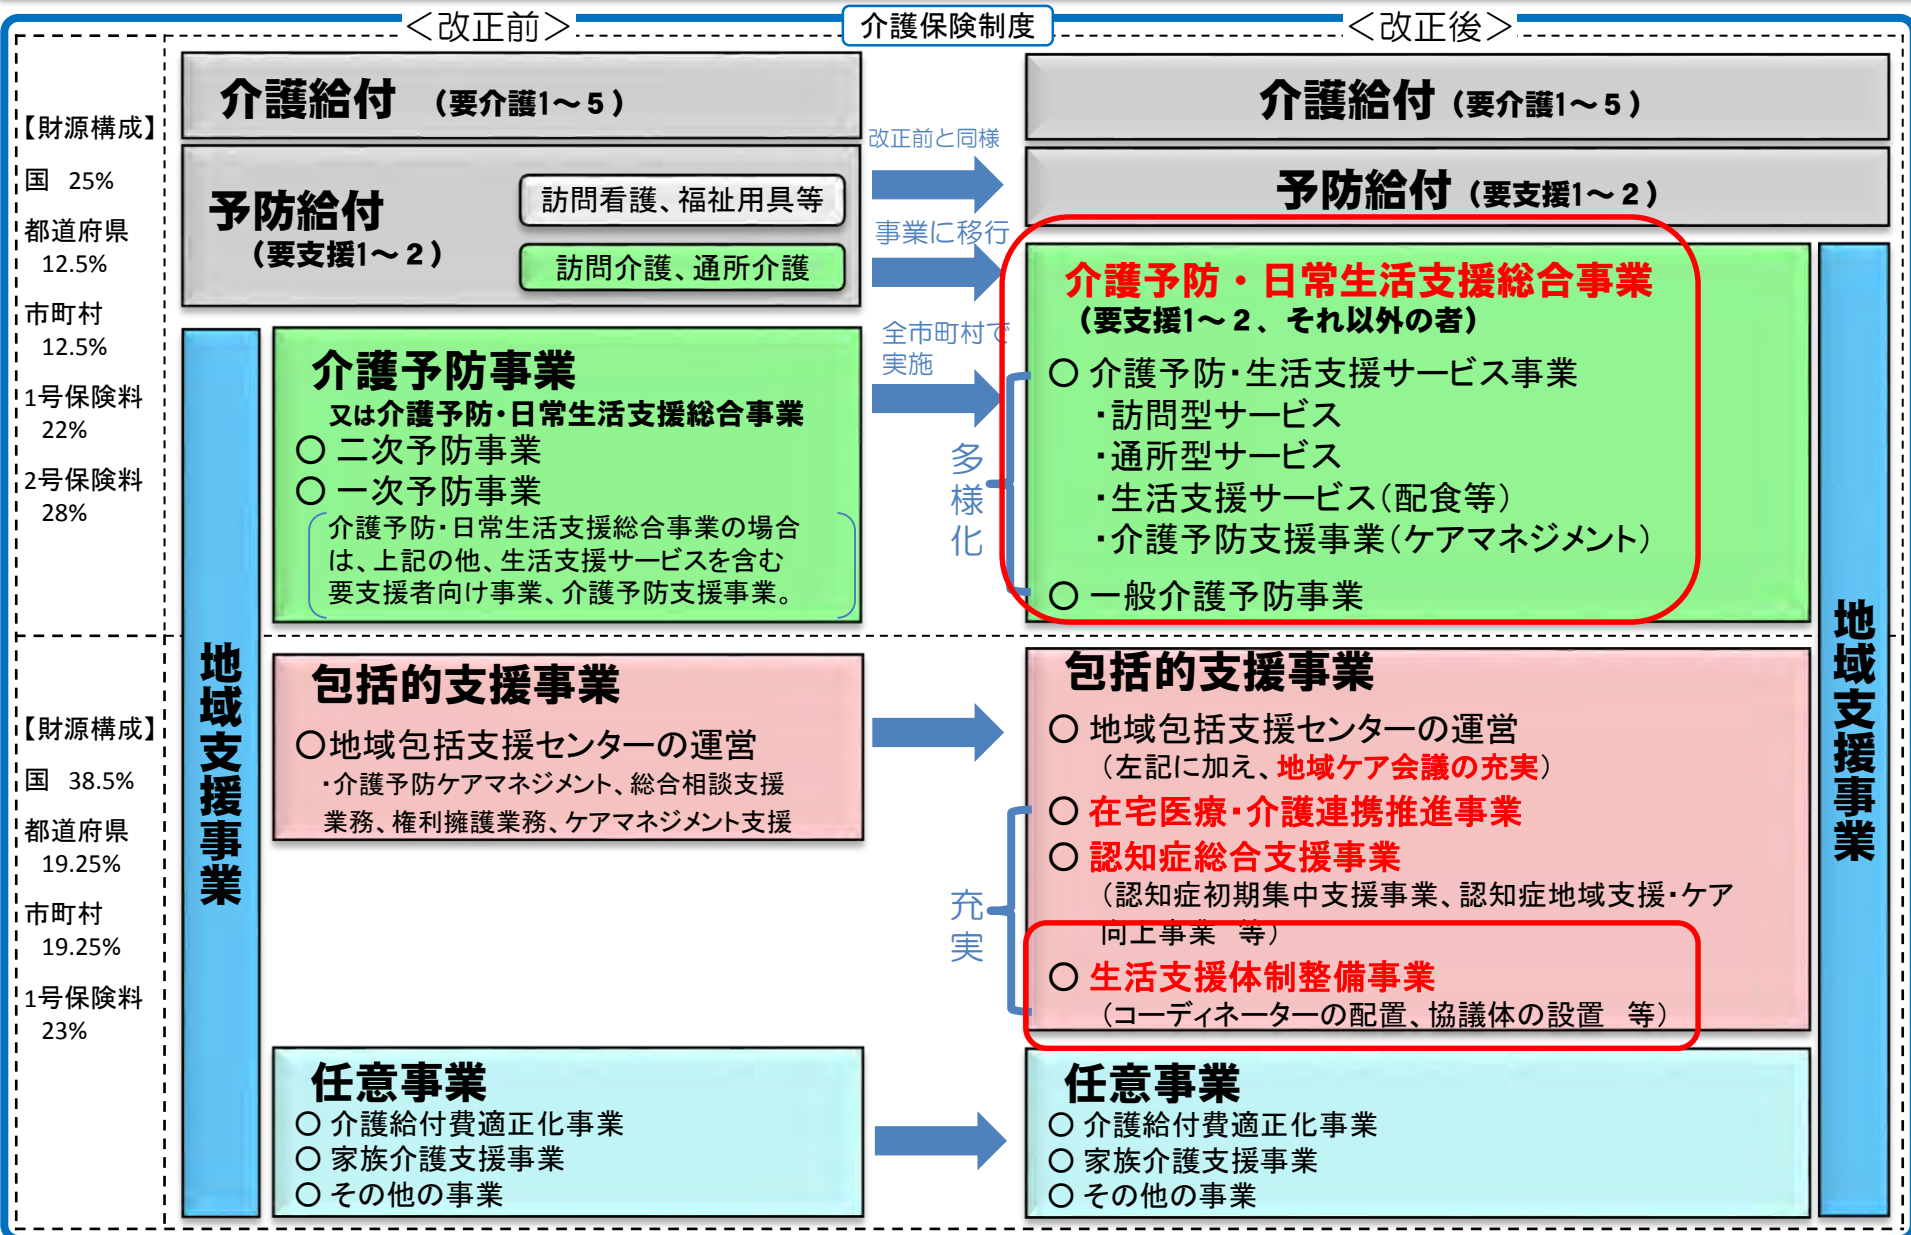 ＜改正前＞
介護保険制度
＜改正後＞
【財源構成】
国 25%
都道府県
12.5%
市町村
12.5%
1号保険料
22%
2号保険料
28%
【財源構成】
国 38.5%
都道府県
19.25%
市町村
19.25%
1号保険料
23%
介護給付 （要介護1～５）
予防給付
（要支援1～２）
訪問看護、福祉用具等
訪問介護、通所介護
地域支援事業
介護予防事業
又は介護予防・日常生活支援総合事業
○ 二次予防事業
○ 一次予防事業
介護予防・日常生活支援総合事業の場合
は、上記の他、生活支援サービスを含む
要支援者向け事業、介護予防支援事業。
包括的支援事業
○地域包括支援センターの運営
・介護予防ケアマネジメント、総合相談支援
業務、権利擁護業務、ケアマネジメント支援
任意事業
○ 介護給付費適正化事業
○ 家族介護支援事業
○ その他の事業
改正前と同様
事業に移行
全市町村で
実施
多様化
充実
介護給付（要介護1～５）
予防給付（要支援1～２）
介護予防・日常生活支援総合事業
（要支援1～２、それ以外の者）
○ 介護予防・生活支援サービス事業
・訪問型サービス
・通所型サービス
・生活支援サービス（配食等）
・介護予防支援事業（ケアマネジメント）
○ 一般介護予防事業
包括的支援事業
○ 地域包括支援センターの運営
（左記に加え、地域ケア会議の充実）
○ 在宅医療・介護連携推進事業
○ 認知症総合支援事業
（認知症初期集中支援事業、認知症地域支援・ケア
向上事業 等）
○ 生活支援体制整備事業
（コーディネーターの配置、協議体の設置 等）
任意事業
○ 介護給付費適正化事業
○ 家族介護支援事業
○ その他の事業
地域支援事業